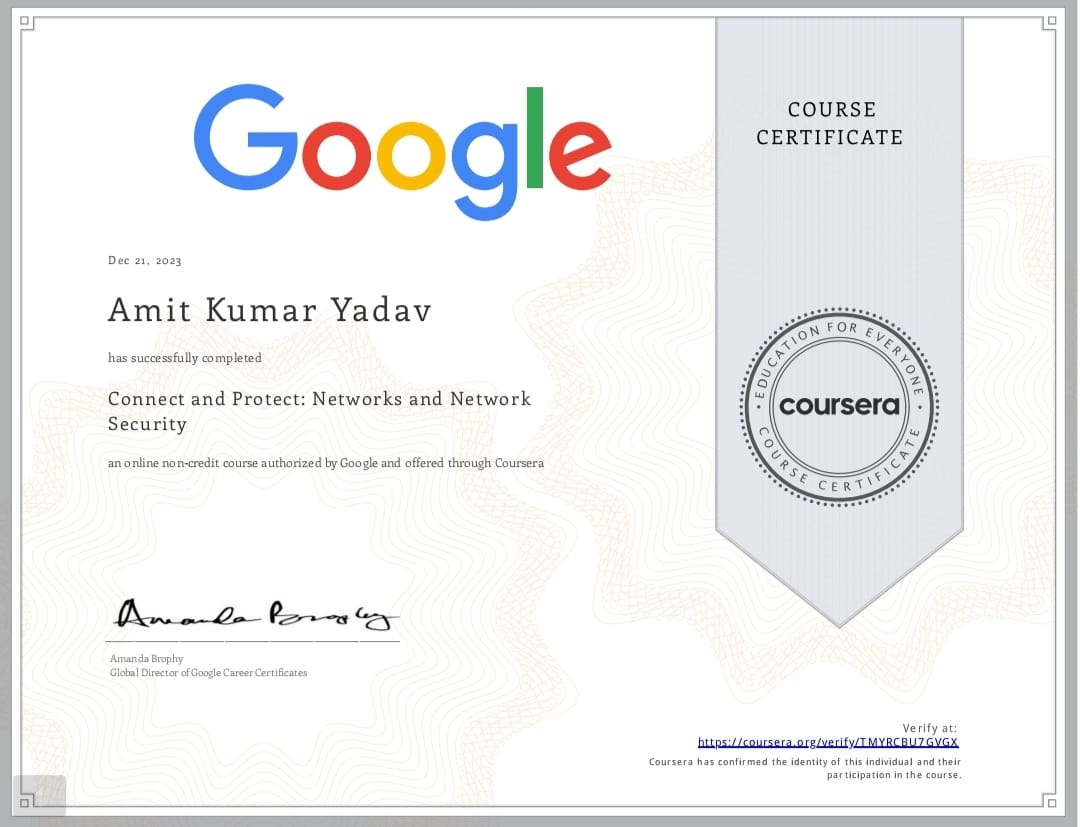 Google
COURSE
CERTIFICATE
Dec 21, 2023
Amit Kumar Yadav
has successfully completed
Connect and Protect: Networks and Network
Security
an online non-credit course authorized by Google and offered through Coursera
EDUCATION FOR EVERYONE
coursera
COURSE CERTIFICATE
Amanda Brophy
Amanda Brophy
Global Director of Google Career Certificates
Verify at:
https://coursera.org/verify/TMYRCBU7GVGX
Coursera has confirmed the identity of this individual and their
participation in the course.